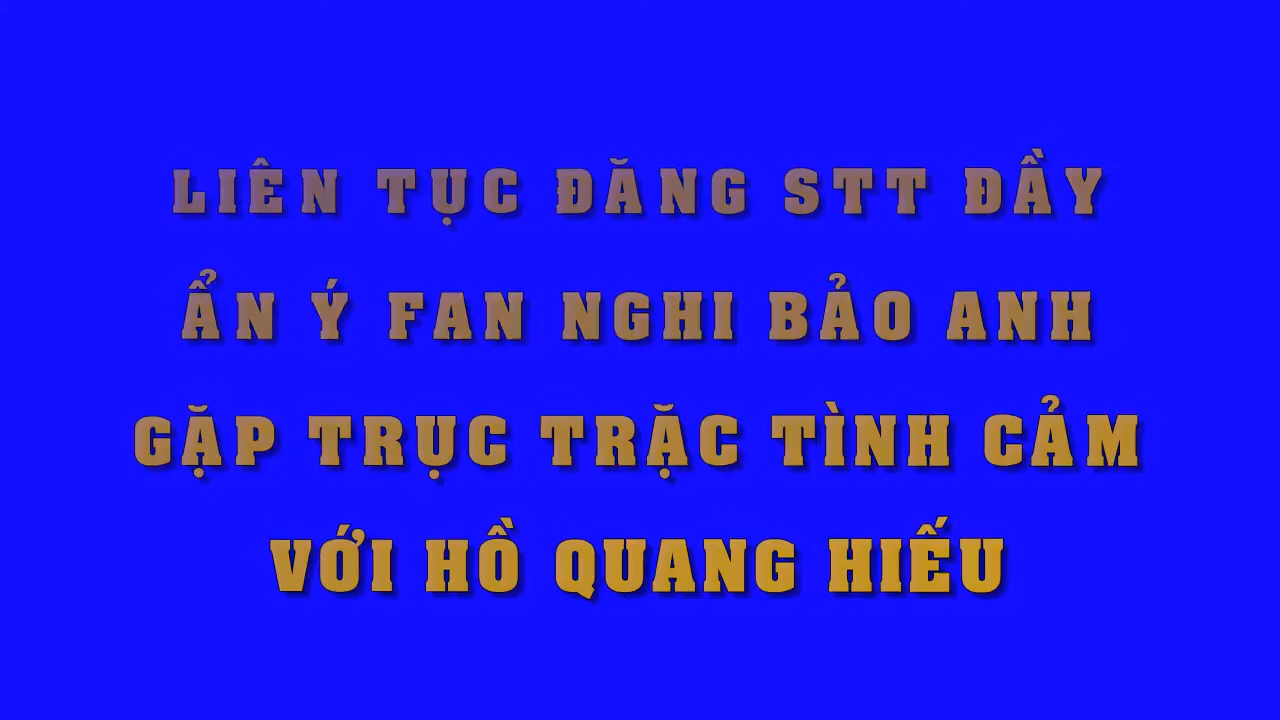 LIÊN TỤC ĐĂNG STT ĐẦY
ẨN Ý FAN NGHI BẢO ANH
GẶP TRỤC TRẶC TÌNH CẢM
VỚI HỒ QUANG HIẾU